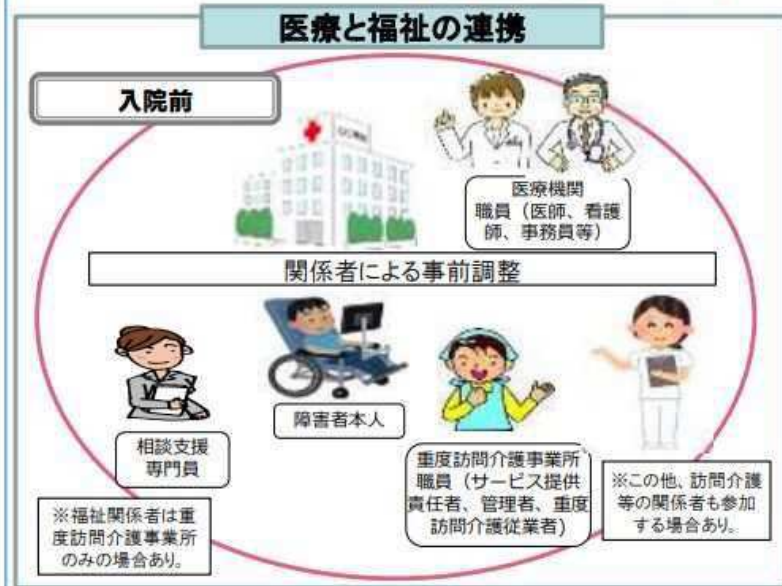 医療と福祉の連携
入院前
医療機関
職員（医師、看護
師、事務員等）
関係者による事前調整
相談支援
専門員
障害者本人
重度訪問介護事業所
職員（サービス提供
責任者、管理者、重度
訪問介護従業者)
※この他、訪問介護
等の関係者も参加
する場合あり。
※福祉関係者は重
度訪問介護事業所
のみの場合あり。